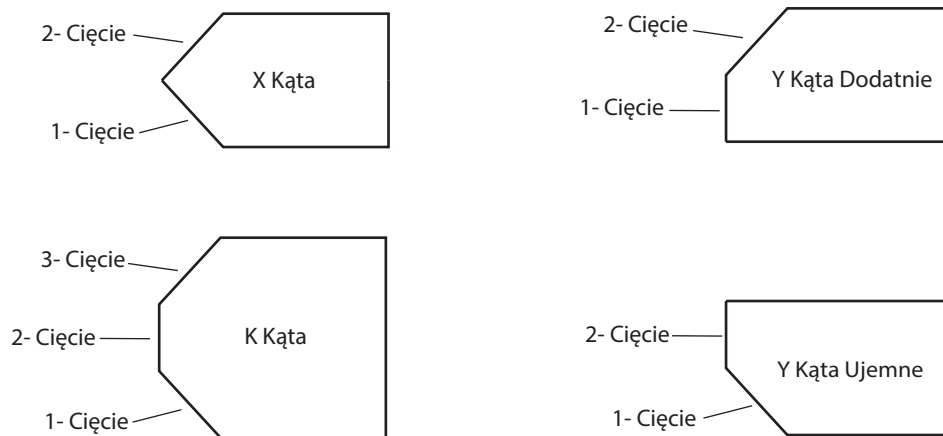 2- Cięcie
X Kąta
1- Cięcie
2- Cięcie
Y Kąta Dodatnie
1- Cięcie
3- Cięcie
2- Cięcie
K Kąta
1- Cięcie
2- Cięcie
Y Kąta Ujemne
1- Cięcie